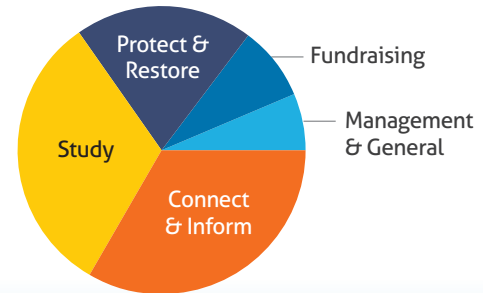 Protect &
Restore
Fundraising
Management
& General
Study
Connect
& Inform